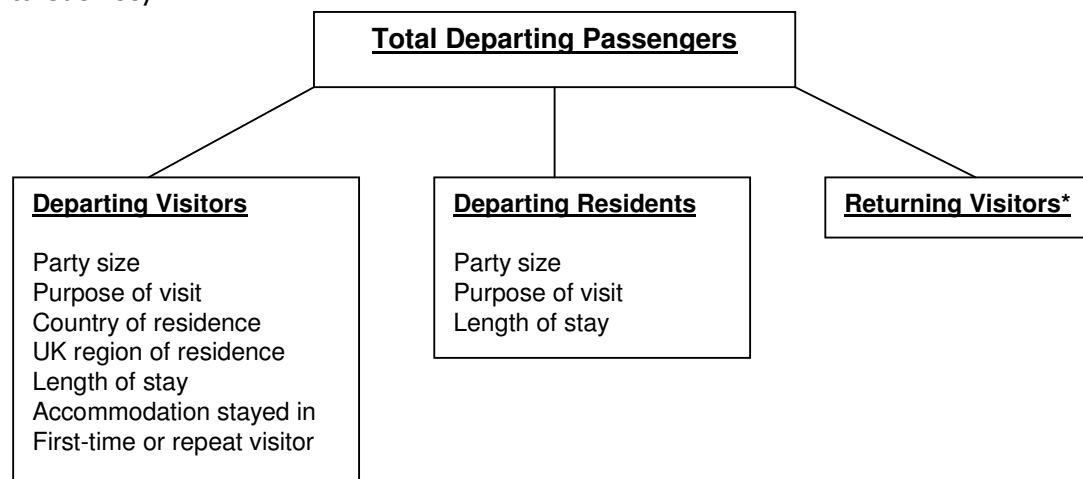 Total Departing Passengers
Departing Visitors
Party size
Purpose of visit
Country of residence
UK region of residence
Length of stay
Accommodation stayed in
First-time or repeat visitor
Departing Residents
Party size
Purpose of visit
Length of stay
Returning Visitors*